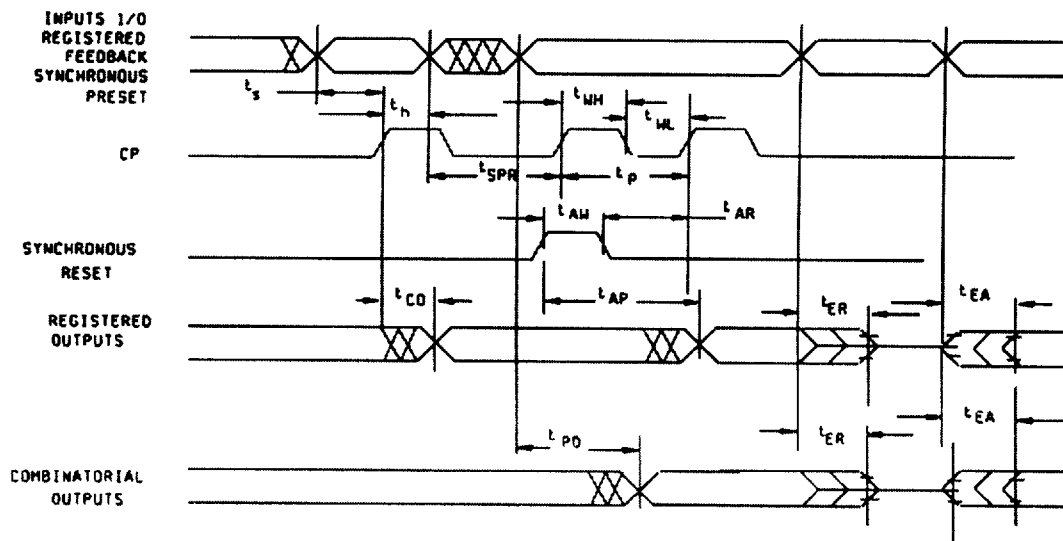 INPUTS I/O
REGISTERED
FEEDBACK
SYNCHRONOUS
PRESET
ts
th
tWH
tWL
CP
tSPR
tp
tAW
tAR
SYNCHRONOUS
RESET
tCO
tAP
tER
tEA
REGISTERED
OUTPUTS
tPD
tER
tEA
COMBINATORIAL
OUTPUTS